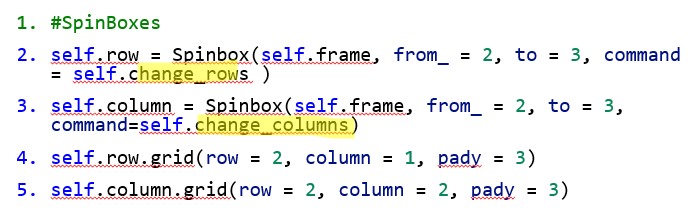 1. #SpinBoxes
2. self.row = Spinbox(self.frame, from_ = 2, to = 3, command
= self.change_rows )
3. self.column = Spinbox(self.frame, from_ = 2, to = 3,
command=self.change_columns)
4. self.row.grid(row = 2, column = 1, pady = 3)
5. self.column.grid(row = 2, column = 2, pady = 3)